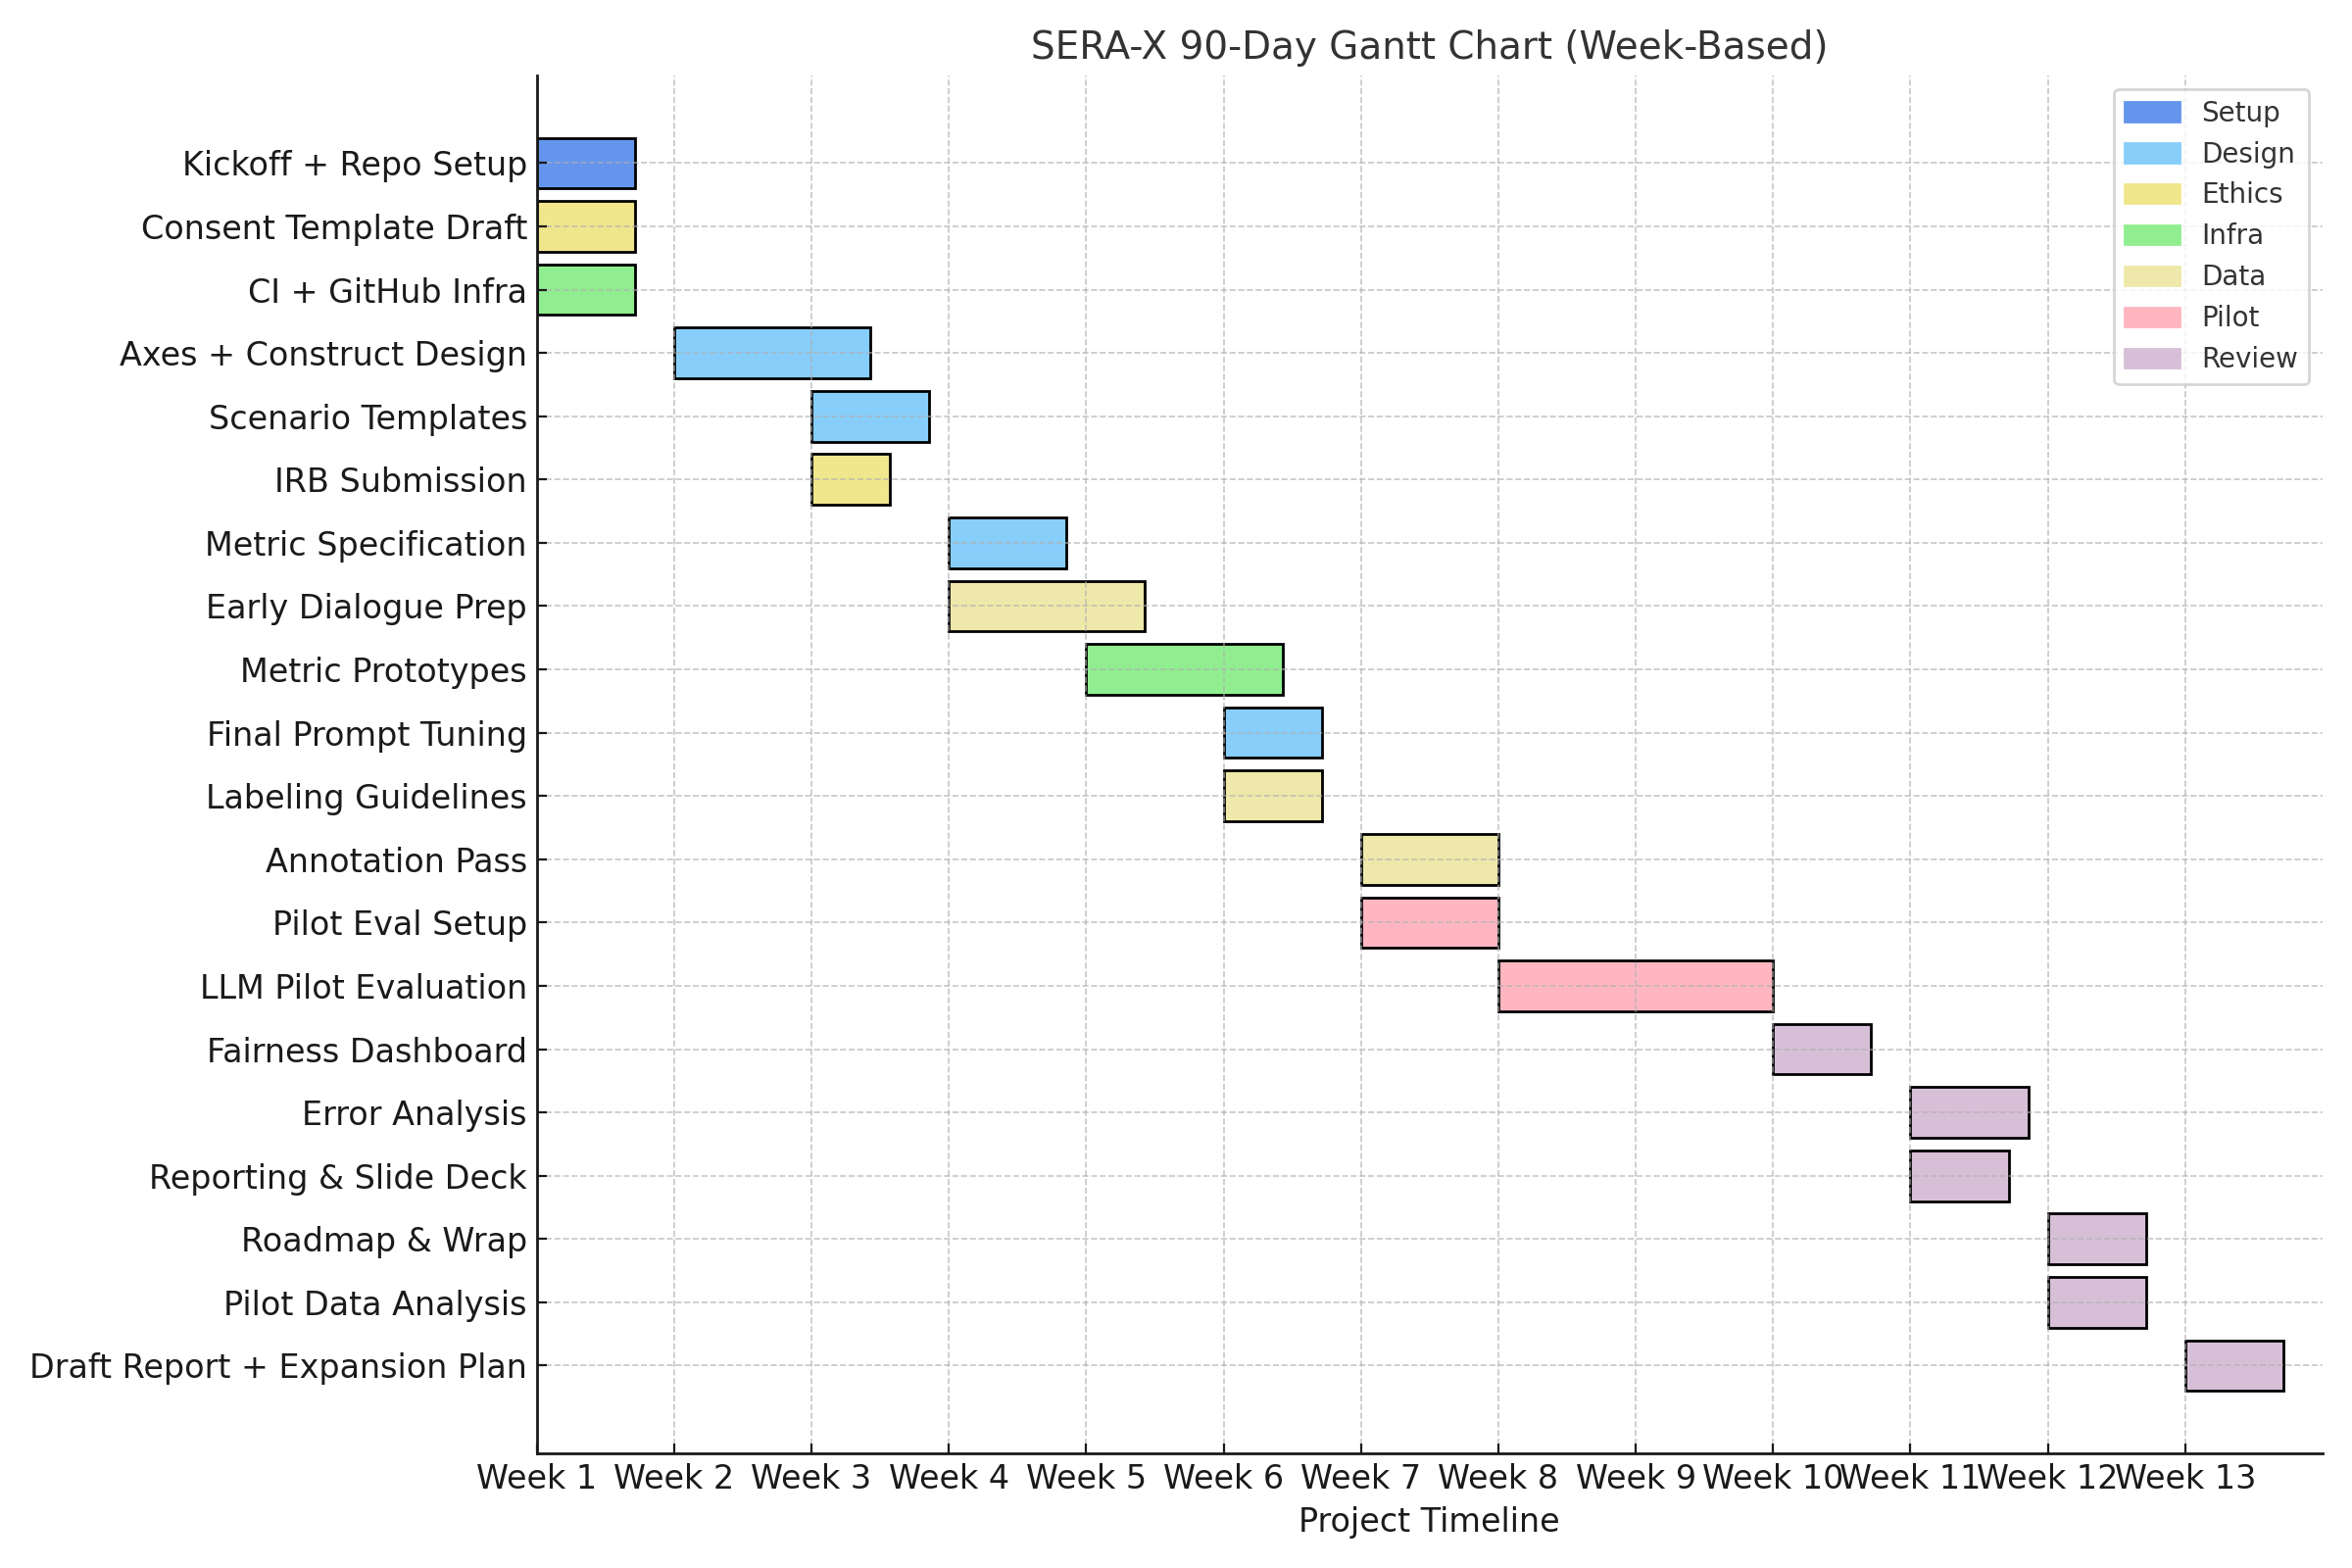 SERA-X 90-Day Gantt Chart (Week-Based)
Setup
Design
Ethics
Infra
Data
Pilot
Review
Kickoff + Repo Setup
Consent Template Draft
CI + GitHub Infra
Axes + Construct Design
Scenario Templates
IRB Submission
Metric Specification
Early Dialogue Prep
Metric Prototypes
Final Prompt Tuning
Labeling Guidelines
Annotation Pass
Pilot Eval Setup
LLM Pilot Evaluation
Fairness Dashboard
Error Analysis
Reporting & Slide Deck
Roadmap & Wrap
Pilot Data Analysis
Draft Report + Expansion Plan
Week 1 Week 2 Week 3 Week 4 Week 5 Week 6 Week 7 Week 8 Week 9 Week 10 Week 11 Week 12 Week 13
Project Timeline